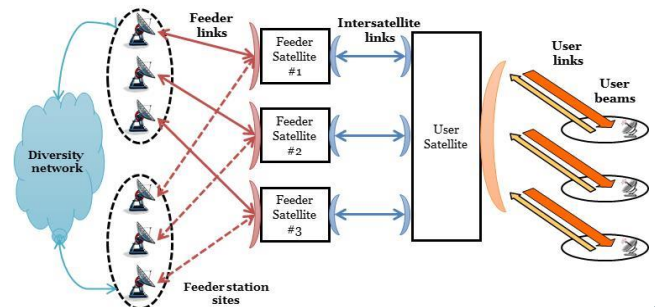 Feeder
links
Intersatellite
links
User
links
User
beams
Feeder
Satellite
#1
Feeder
Satellite
#2
Feeder
Satellite
#3
User
Satellite
Diversity
network
Feeder station
sites